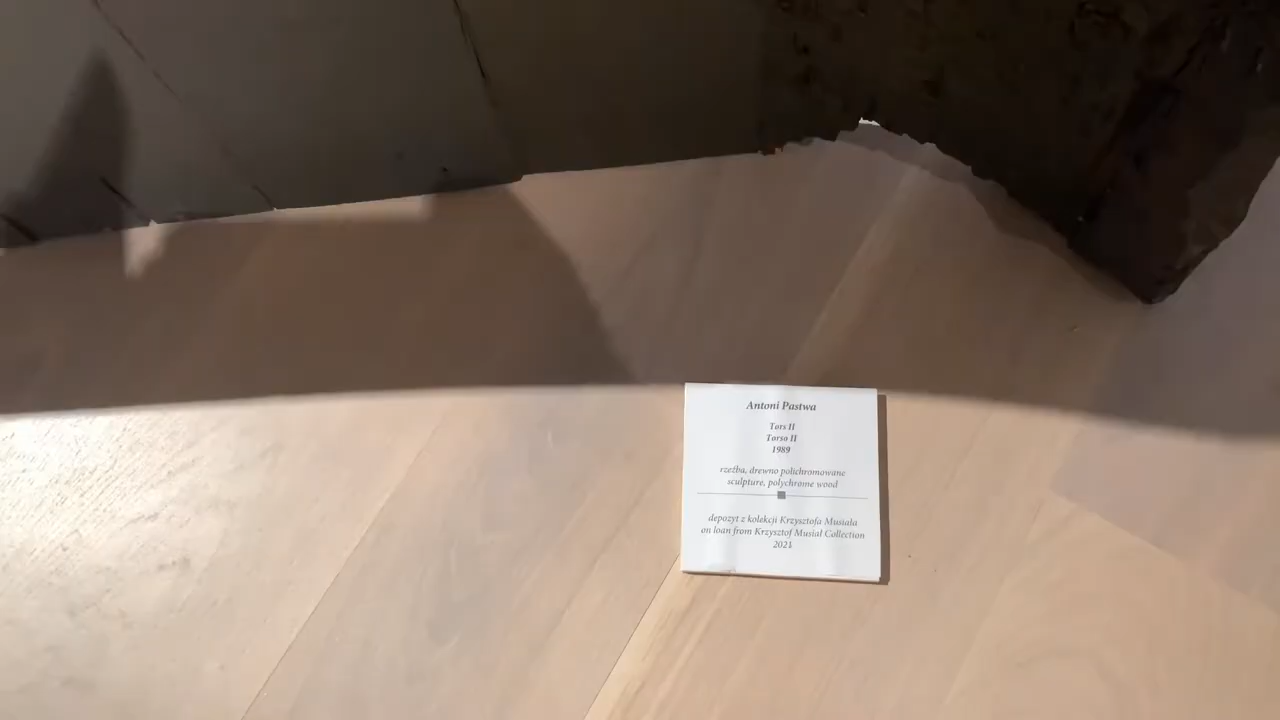 Antoni Pastwa
Tors II
Torso II
1989
rzeźba, drewno polichromowane
sculpture, polychrome wood
depozyt z kolekcji Krzysztofa Musiała
on loan from Krzysztof Musiał Collection
2021